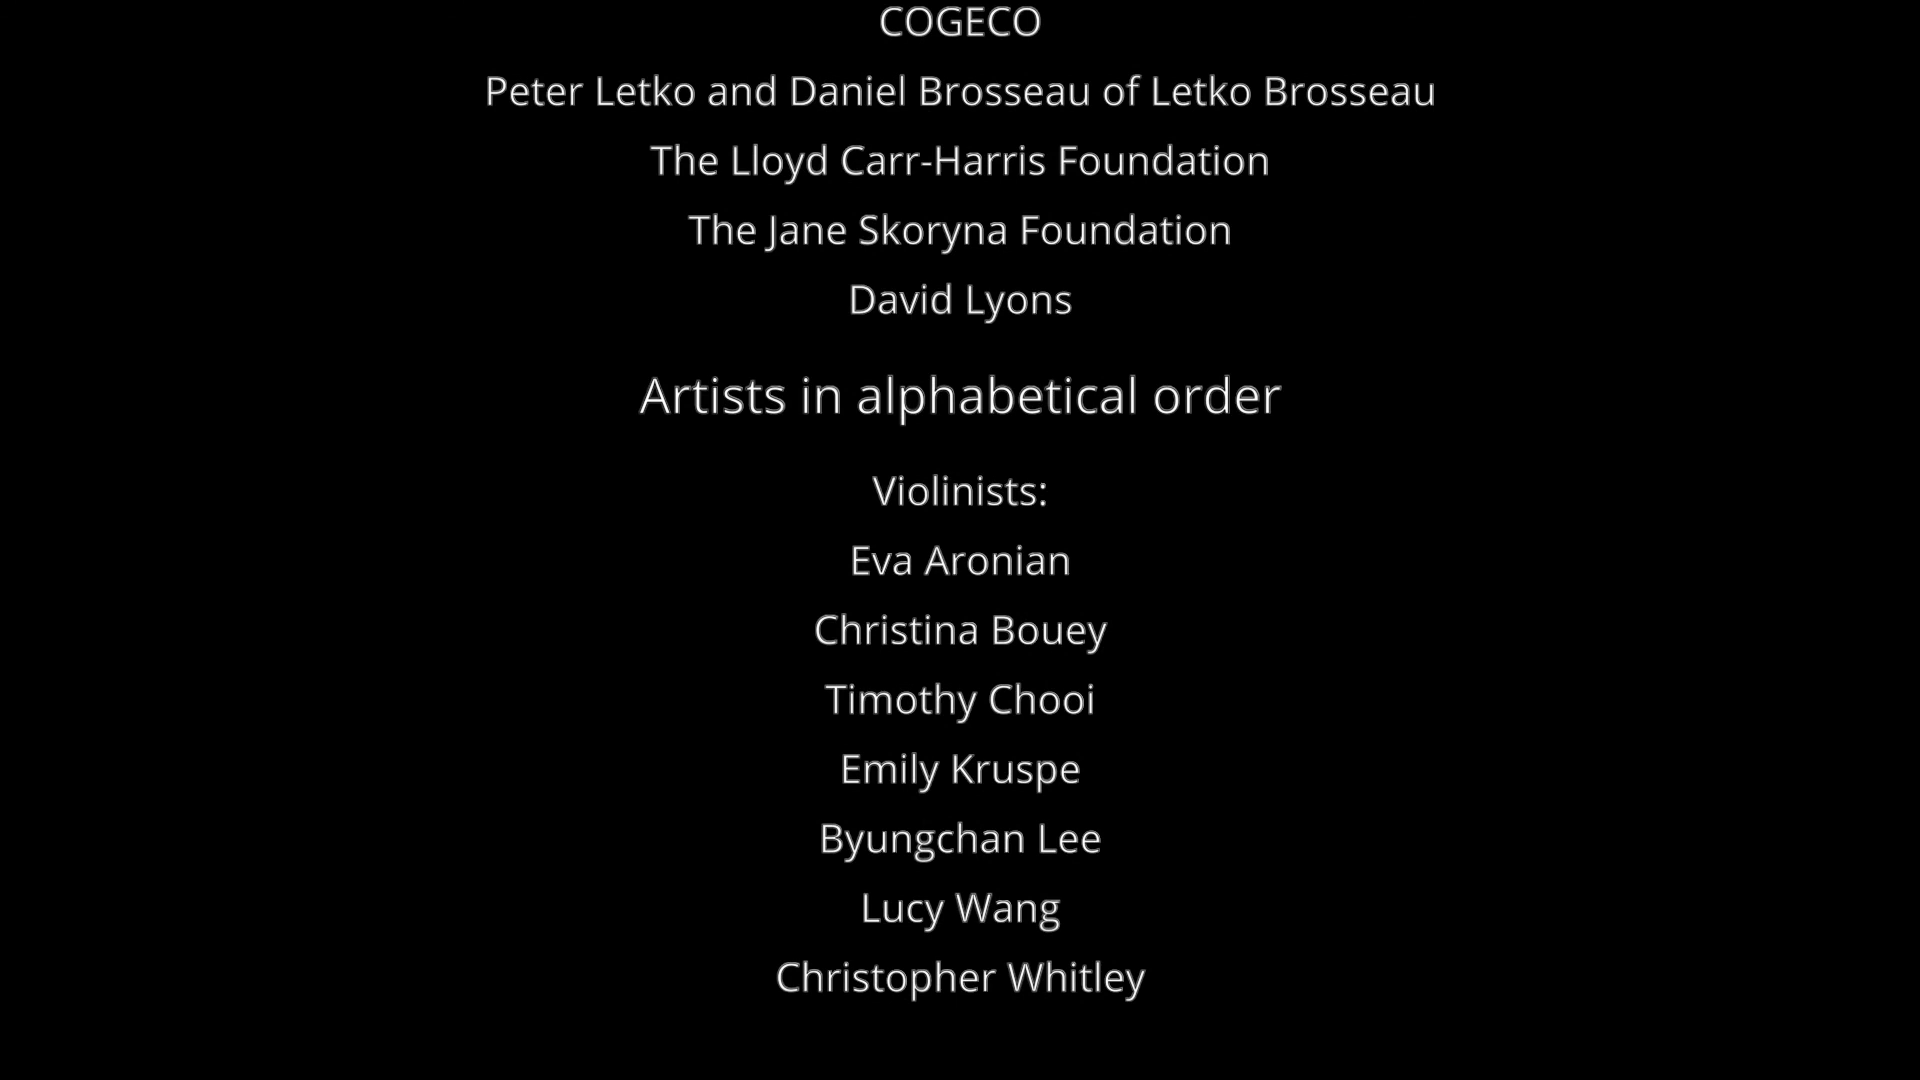 COGECO
Peter Letko and Daniel Brosseau of Letko Brosseau
The Lloyd Carr-Harris Foundation
The Jane Skoryna Foundation
David Lyons
Artists in alphabetical order
Violinists:
Eva Aronian
Christina Bouey
Timothy Chooi
Emily Kruspe
Byungchan Lee
Lucy Wang
Christopher Whitley